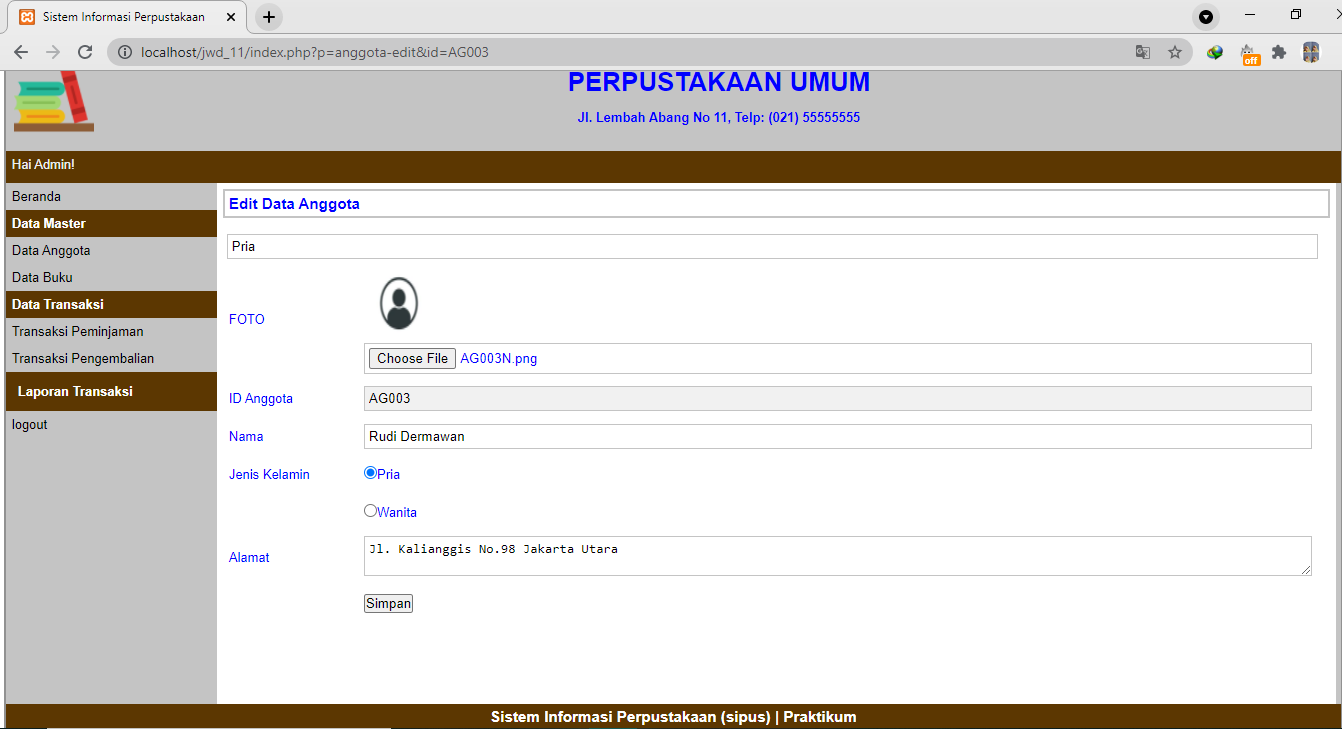 Sistem Informasi Perpustakaan
localhost/jwd_11/index.php?p=anggota-edit&id=AG003
off
PERPUSTAKAAN UMUM
Jl. Lembah Abang No 11, Telp: (021) 55555555
Hai Admin!
Beranda
Data Master
Data Anggota
Data Buku
Data Transaksi
Transaksi Peminjaman
Transaksi Pengembalian
Laporan Transaksi
logout
Edit Data Anggota
Pria
FOTO
Choose File AG003N.png
ID Anggota AG003
Nama Rudi Dermawan
Jenis Kelamin Pria
Wanita
Alamat Jl. Kalianggis No.98 Jakarta Utara
Simpan
Sistem Informasi Perpustakaan (sipus) | Praktikum